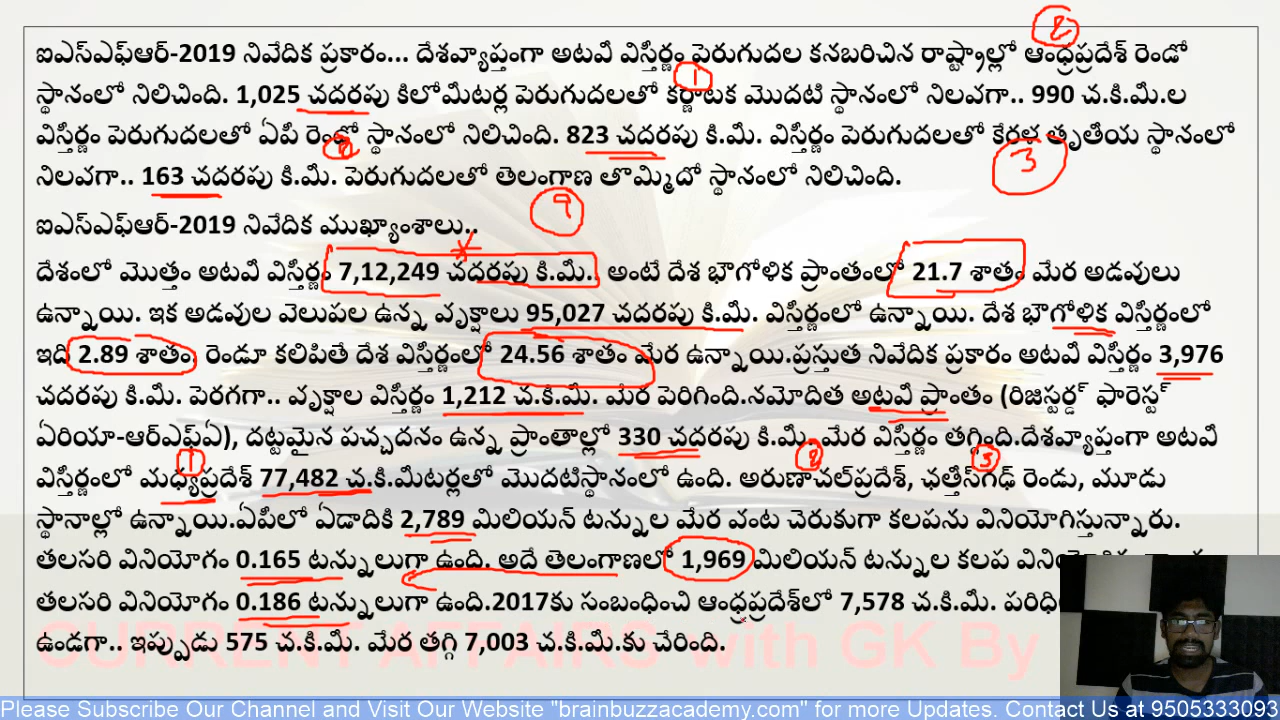 ఐఎస్ఎఫ్ఆర్-2019 నివేదిక ప్రకారం... దేశవ్యాప్తంగా అటవీ విస్తీర్ణం పెరుగుదల కనబరిచిన రాష్ట్రాల్లో ఆంధ్రప్రదేశ్ రెండో
స్థానంలో నిలిచింది. 1,025 చదరపు కిలోమీటర్ల పెరుగుదలతో కర్ణాటక మొదటి స్థానంలో నిలవగా.. 990 చ.కి.మీ.ల
విస్తీర్ణం పెరుగుదలతో ఏపీ రెండో స్థానంలో నిలిచింది. 823 చదరపు కి.మీ. విస్తీర్ణం పెరుగుదలతో కేరళ తృతీయ స్థానంలో
నిలవగా.. 163 చదరపు కి.మీ. పెరుగుదలతో తెలంగాణ తొమ్మిదో స్థానంలో నిలిచింది.
ఐఎస్ఎఫ్ఆర్-2019 నివేదిక ముఖ్యాంశాలు..
దేశంలో మొత్తం అటవీ విస్తీర్ణం 7,12,249 చదరపు కి.మీ.. అంటే దేశ భౌగోళిక ప్రాంతంలో 21.7 శాతం మేర అడవులు
ఉన్నాయి. ఇక అడవుల వెలుపల ఉన్న వృక్షాలు 95,027 చదరపు కి.మీ. విస్తీర్ణంలో ఉన్నాయి. దేశ భౌగోళిక విస్తీర్ణంలో
ఇది 2.89 శాతం. రెండూ కలిపితే దేశ విస్తీర్ణంలో 24.56 శాతం మేర ఉన్నాయి.ప్రస్తుత నివేదిక ప్రకారం అటవీ విస్తీర్ణం 3,976
చదరపు కి.మీ. పెరగగా.. వృక్షాల విస్తీర్ణం 1,212 చ.కి.మీ. మేర పెరిగింది.నమోదిత అటవీ ప్రాంతం (రిజిస్టర్డ్ ఫారెస్ట్
ఏరియా-ఆర్ఎఫ్ఏ), దట్టమైన పచ్చదనం ఉన్న ప్రాంతాల్లో 330 చదరపు కి.మీ. మేర విస్తీర్ణం తగ్గింది.దేశవ్యాప్తంగా అటవీ
విస్తీర్ణంలో మధ్యప్రదేశ్ 77,482 చ.కి.మీటర్లతో మొదటిస్థానంలో ఉంది. అరుణాచల్‌ప్రదేశ్, ఛత్తీస్‌గఢ్ రెండు, మూడు
స్థానాల్లో ఉన్నాయి.ఏపీలో ఏడాదికి 2,789 మిలియన్ టన్నుల మేర వంట చెరుకుగా కలపను వినియోగిస్తున్నారు.
తలసరి వినియోగం 0.165 టన్నులుగా ఉంది. అదే తెలంగాణలో 1,969 మిలియన్ టన్నుల కలప
తలసరి వినియోగం 0.186 టన్నులుగా ఉంది.2017కు సంబంధించి ఆంధ్రప్రదేశ్‌లో 7,578 చ.కి.మీ.
ఉండగా.. ఇప్పుడు 575 చ.కి.మీ. మేర తగ్గి 7,003 చ.కి.మీ.కు చేరింది.
CURRENT AFFAIRS with GK By
Please Subscribe Our Channel and Visit Our Website "brainbuzzacademy.com" for more Updates. Contact Us at 9505333093